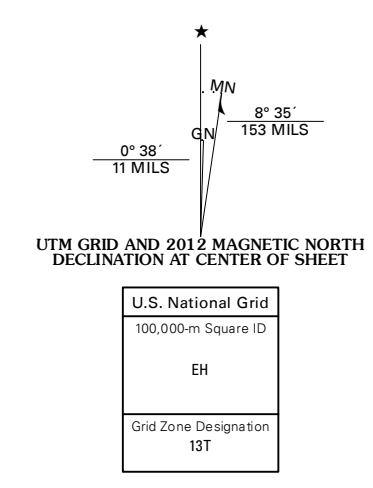 ★
MN
GN
8° 35´
153 MILS
0° 38´
11 MILS
UTM GRID AND 2012 MAGNETIC NORTH
DECLINATION AT CENTER OF SHEET
U.S. National Grid
100,000-m Square ID
EH
Grid Zone Designation
13T